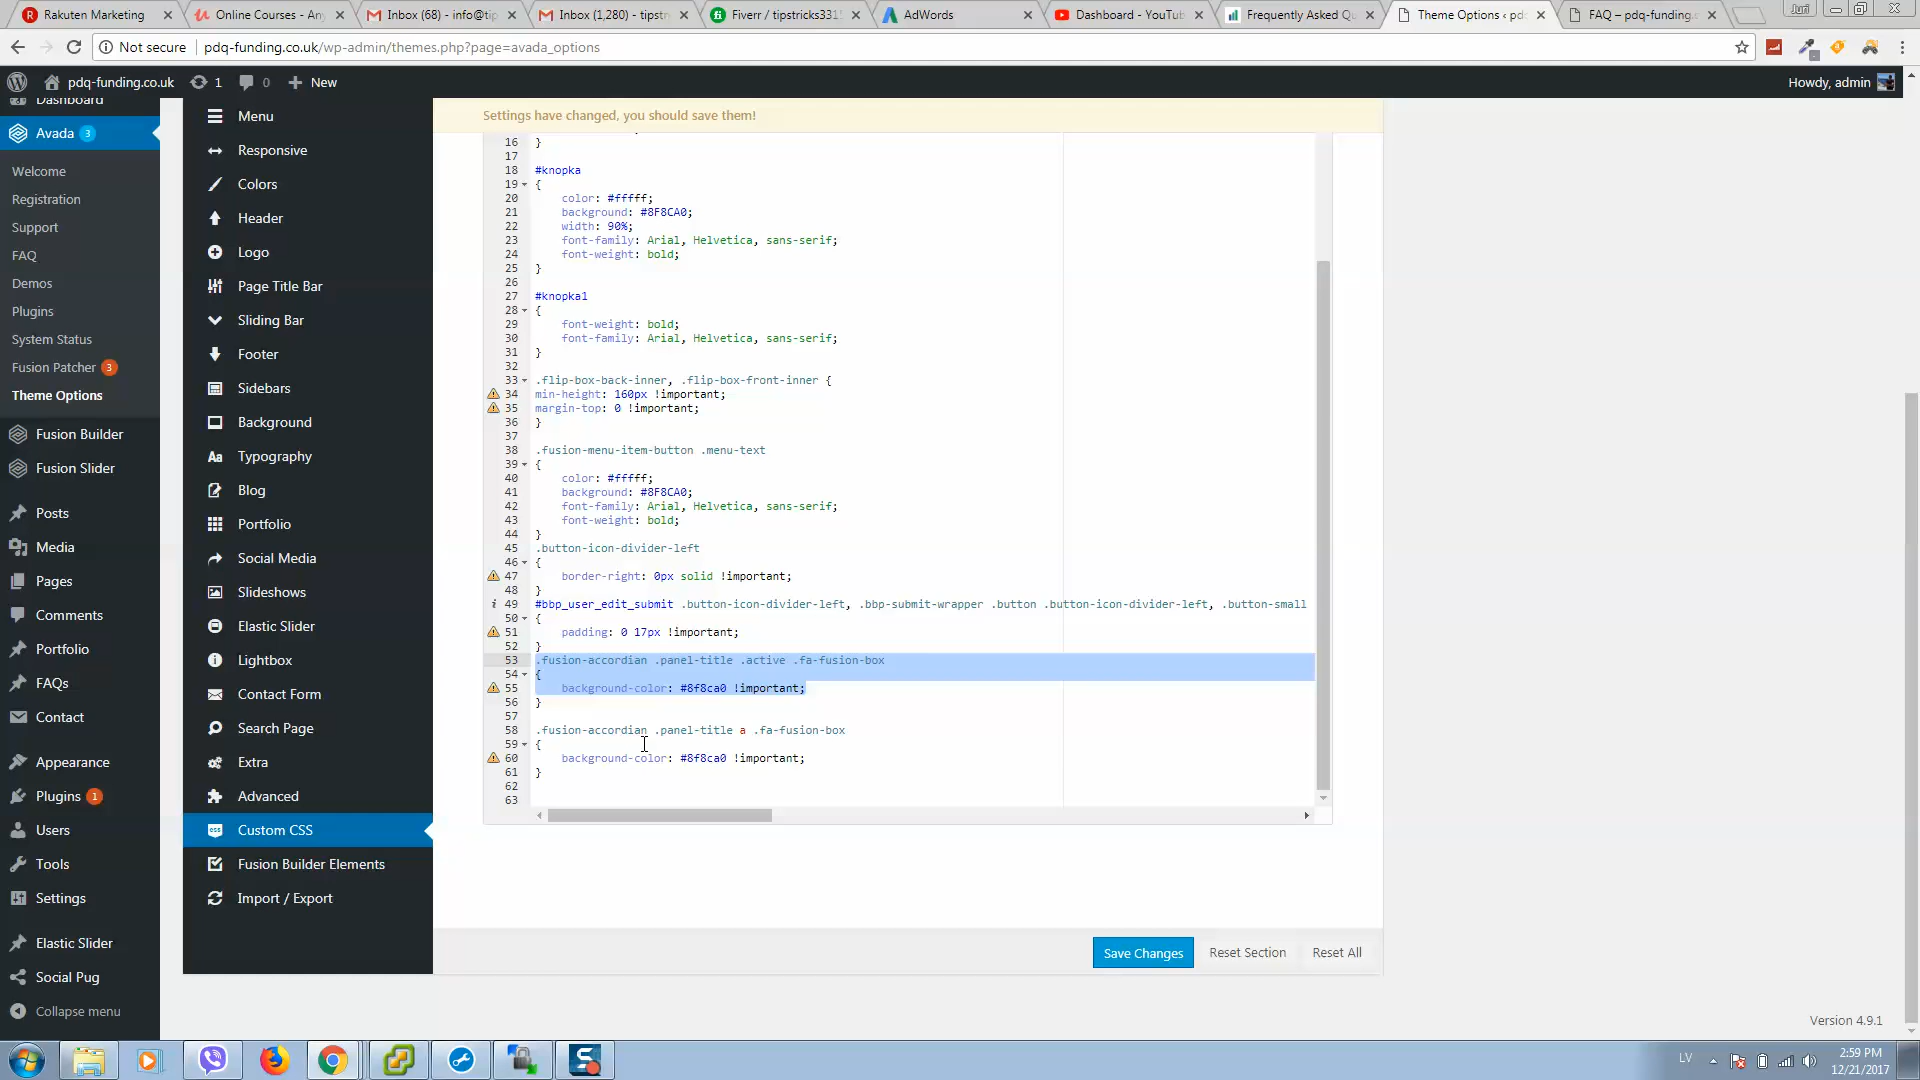 Rakuten Marketing
Online Courses - Any
Inbox (68) - info@tip
Inbox (1,280) - tipstri
Fiverr / tipstricks331
AdWords
Dashboard - YouTub
Frequently Asked Qu
Theme Options ‹ pd
FAQ – pdq-funding.
Juri
Not secure
pdq-funding.co.uk/wp-admin/themes.php?page=avada_options
pdq-funding.co.uk
1
0
New
Howdy, admin
Dashboard
Avada 3
Welcome
Registration
Support
FAQ
Demos
Plugins
System Status
Fusion Patcher 3
Theme Options
Fusion Builder
Fusion Slider
Posts
Media
Pages
Comments
Portfolio
FAQs
Contact
Appearance
Plugins 1
Users
Tools
Settings
Elastic Slider
Social Pug
Collapse menu
Menu
Responsive
Colors
Header
Logo
Page Title Bar
Sliding Bar
Footer
Sidebars
Background
Aa Typography
Blog
Portfolio
Social Media
Slideshows
Elastic Slider
Lightbox
Contact Form
Search Page
Extra
Advanced
Custom CSS
Fusion Builder Elements
Import / Export
Settings have changed, you should save them!
16 }
17
18 #knopka
19 {
20 color: #fffff;
21 background: #8F8CA0;
22 width: 90%;
23 font-family: Arial, Helvetica, sans-serif;
24 font-weight: bold;
25 }
26
27 #knopka1
28 {
29 font-weight: bold;
30 font-family: Arial, Helvetica, sans-serif;
31 }
32
33 .flip-box-back-inner, .flip-box-front-inner {
34 min-height: 160px !important;
35 margin-top: 0 !important;
36 }
37
38 .fusion-menu-item-button .menu-text
39 {
40 color: #fffff;
41 background: #8F8CA0;
42 font-family: Arial, Helvetica, sans-serif;
43 font-weight: bold;
44 }
45 .button-icon-divider-left
46 {
47 border-right: 0px solid !important;
48 }
49 #bbp_user_edit_submit .button-icon-divider-left, .bbp-submit-wrapper .button .button-icon-divider-left, .button-small
50 {
51 padding: 0 17px !important;
52 }
53 .fusion-accordian .panel-title .active .fa-fusion-box
54 {
55 background-color: #8f8ca0 !important;
56 }
57
58 .fusion-accordian .panel-title a .fa-fusion-box
59 {
60 background-color: #8f8ca0 !important;
61 }
62
63
Save Changes
Reset Section
Reset All
Version 4.9.1
LV
2:59 PM
12/21/2017